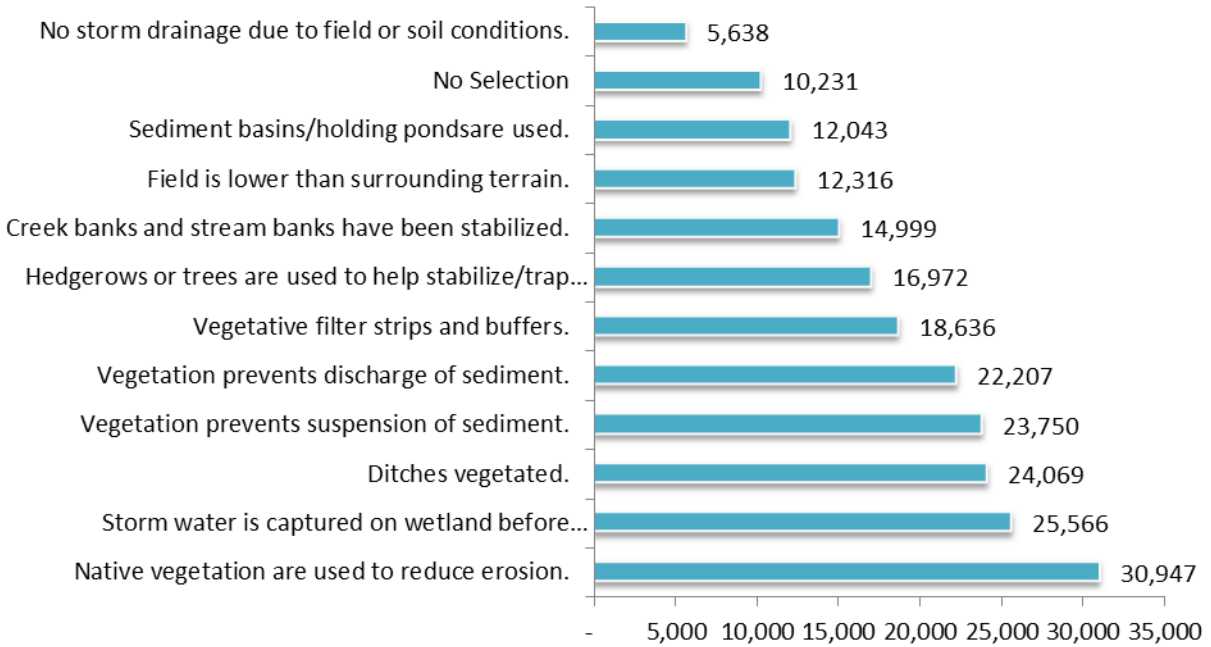 No storm drainage due to field or soil conditions. 5,638
No Selection 10,231
Sediment basins/holding pondsare used. 12,043
Field is lower than surrounding terrain. 12,316
Creek banks and stream banks have been stabilized. 14,999
Hedgerows or trees are used to help stabilize/trap... 16,972
Vegetative filter strips and buffers. 18,636
Vegetation prevents discharge of sediment. 22,207
Vegetation prevents suspension of sediment. 23,750
Ditches vegetated. 24,069
Storm water is captured on wetland before... 25,566
Native vegetation are used to reduce erosion. 30,947
- 5,000 10,000 15,000 20,000 25,000 30,000 35,000